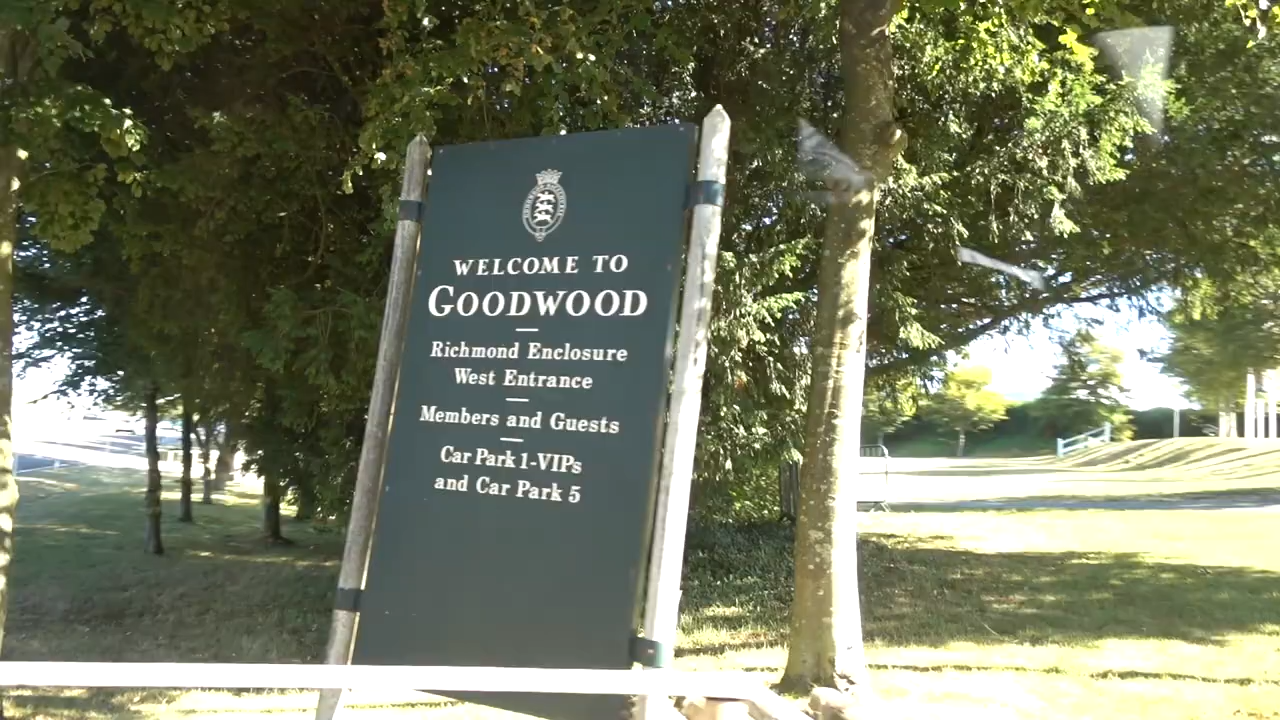 WELCOME TO
GOODWOOD
Richmond Enclosure
West Entrance
Members and Guests
Car Park 1-VIPs
and Car Park 5